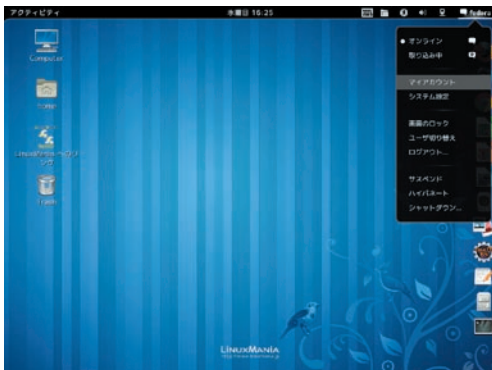 アクティビティ
水曜日 16:25
fedora
オンライン
取り込み中
マイアカウント
システム設定
画面のロック
ユーザ切り替え
ログアウト...
サスペンド
ハイバネート
シャットダウン...
Computer
home
Trash
LINUXMANIA